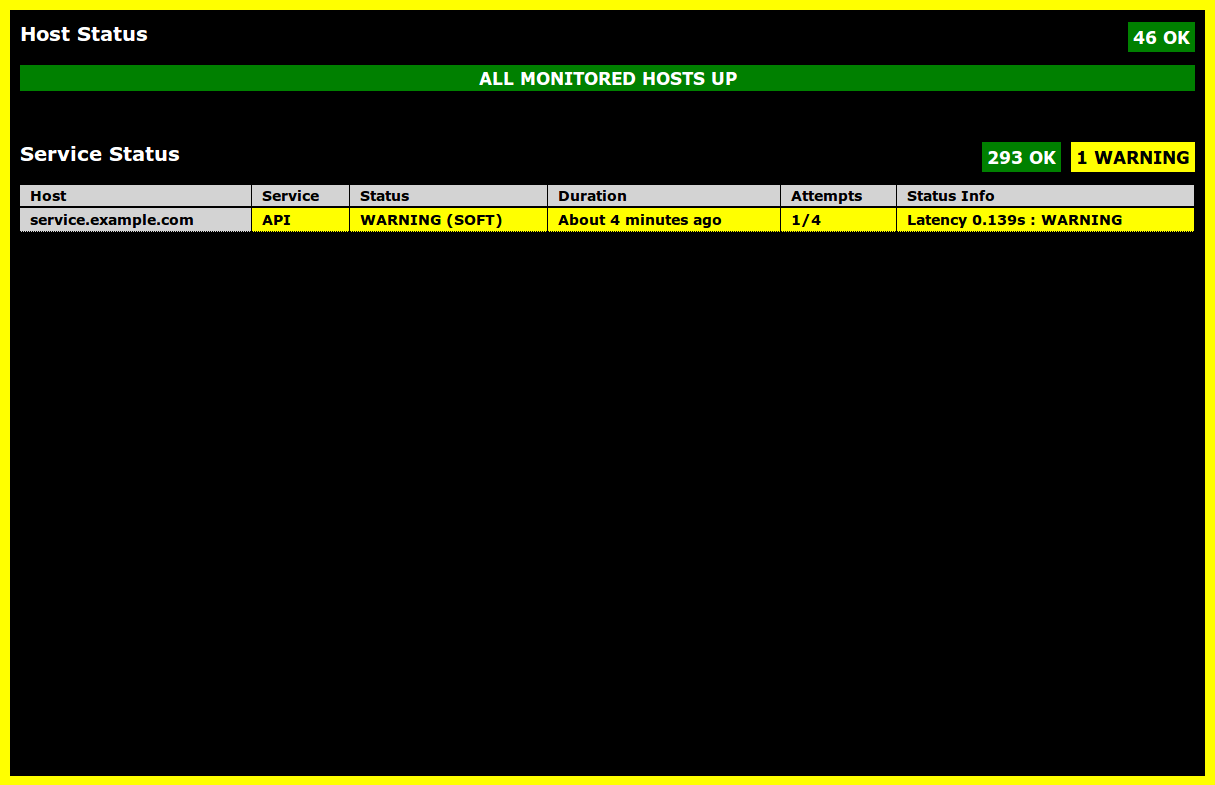 Host Status 46 OK
ALL MONITORED HOSTS UP
Service Status 293 OK 1 WARNING
Host Service Status Duration Attempts Status Info
service.example.com API WARNING (SOFT) About 4 minutes ago 1/4 Latency 0.139s : WARNING